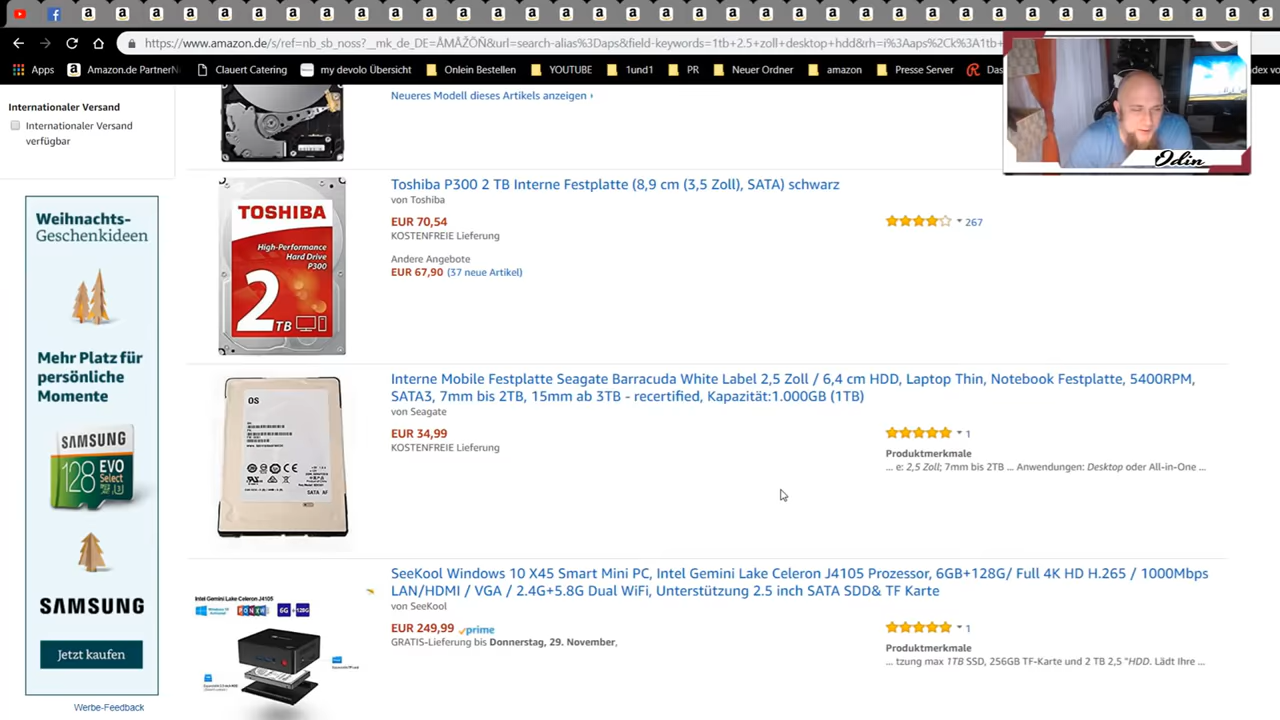 https://www.amazon.de/s/ref=nb_sb_noss?__mk_de_DE=ÅMÅŽÕÑ&url=search-alias%3Daps&field-keywords=1tb+2.5+zoll+desktop+hdd&rh=i%3Aaps%2Ck%3A1tb+
Apps
Amazon.de PartnerN
Clauert Catering
my devolo Übersicht
Onlein Bestellen
YOUTUBE
1und1
PR
Neuer Ordner
amazon
Presse Server
Das
Odin
Internationaler Versand
Internationaler Versand
verfügbar
Neueres Modell dieses Artikels anzeigen ›
Weihnachts-
Geschenkideen
Mehr Platz für
persönliche
Momente
SAMSUNG
128 EVO
Select
SAMSUNG
Jetzt kaufen
Werbe-Feedback
TOSHIBA
High-Performance
Hard Drive
P300
2 TB
Toshiba P300 2 TB Interne Festplatte (8,9 cm (3,5 Zoll), SATA) schwarz
von Toshiba
EUR 70,54
KOSTENFREIE Lieferung
Andere Angebote
EUR 67,90 (37 neue Artikel)
267
OS
SATA AF
Interne Mobile Festplatte Seagate Barracuda White Label 2,5 Zoll / 6,4 cm HDD, Laptop Thin, Notebook Festplatte, 5400RPM,
SATA3, 7mm bis 2TB, 15mm ab 3TB - recertified, Kapazität:1.000GB (1TB)
von Seagate
EUR 34,99
KOSTENFREIE Lieferung
1
Produktmerkmale
... e: 2,5 Zoll; 7mm bis 2TB ... Anwendungen: Desktop oder All-in-One ...
Intel Gemini Lake Celeron J4105
SeeKool Windows 10 X45 Smart Mini PC, Intel Gemini Lake Celeron J4105 Prozessor, 6GB+128G/ Full 4K HD H.265 / 1000Mbps
LAN/HDMI / VGA / 2.4G+5.8G Dual WiFi, Unterstützung 2.5 inch SATA SDD& TF Karte
von SeeKool
EUR 249,99 prime
GRATIS-Lieferung bis Donnerstag, 29. November,
1
Produktmerkmale
... tzung max 1TB SSD, 256GB TF-Karte und 2 TB 2,5 "HDD. Lädt Ihre ...